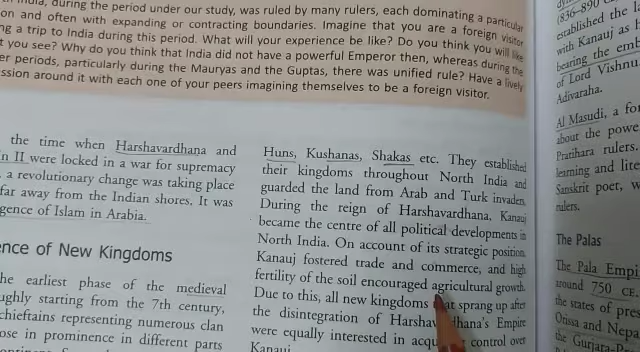 India, during the period under our study, was ruled by many rulers, each dominating a particular
on and often with expanding or contracting boundaries. Imagine that you are a foreign visitor
ng a trip to India during this period. What will your experience be like? Do you think you will like
t you see? Why do you think that India did not have a powerful Emperor then, whereas during the
er periods, particularly during the Mauryas and the Guptas, there was unified rule? Have a lively
ssion around it with each one of your peers imagining themselves to be a foreign visitor.
the time when Harshavardhana and
n II were locked in a war for supremacy
a revolutionary change was taking place
far away from the Indian shores. It was
gence of Islam in Arabia.
ence of New Kingdoms
he earliest phase of the medieval
ughly starting from the 7th century,
chieftains representing numerous clan
ose in prominence in different parts
Huns, Kushanas, Shakas etc. They established
their kingdoms throughout North India and
guarded the land from Arab and Turk invaders.
During the reign of Harshavardhana, Kanauj
became the centre of all political developments in
North India. On account of its strategic position,
Kanauj fostered trade and commerce, and high
fertility of the soil encouraged agricultural growth.
Due to this, all new kingdoms that sprang up after
the disintegration of Harsha hana's Empire
were equally interested in acqu control over
Kanauj
(836-890
established the la
with Kanauj as
bearing the em
of Lord Vishnu
Adivaraha.
Al Masudi, a fo
about the powe
Pratihara rulers.
learning and lite
Sanskrit poet, w
rulers.
The Palas
The Pala Empi
around 750 CE.
the states of pres
Orissa and Nepa
the Gurjara-P